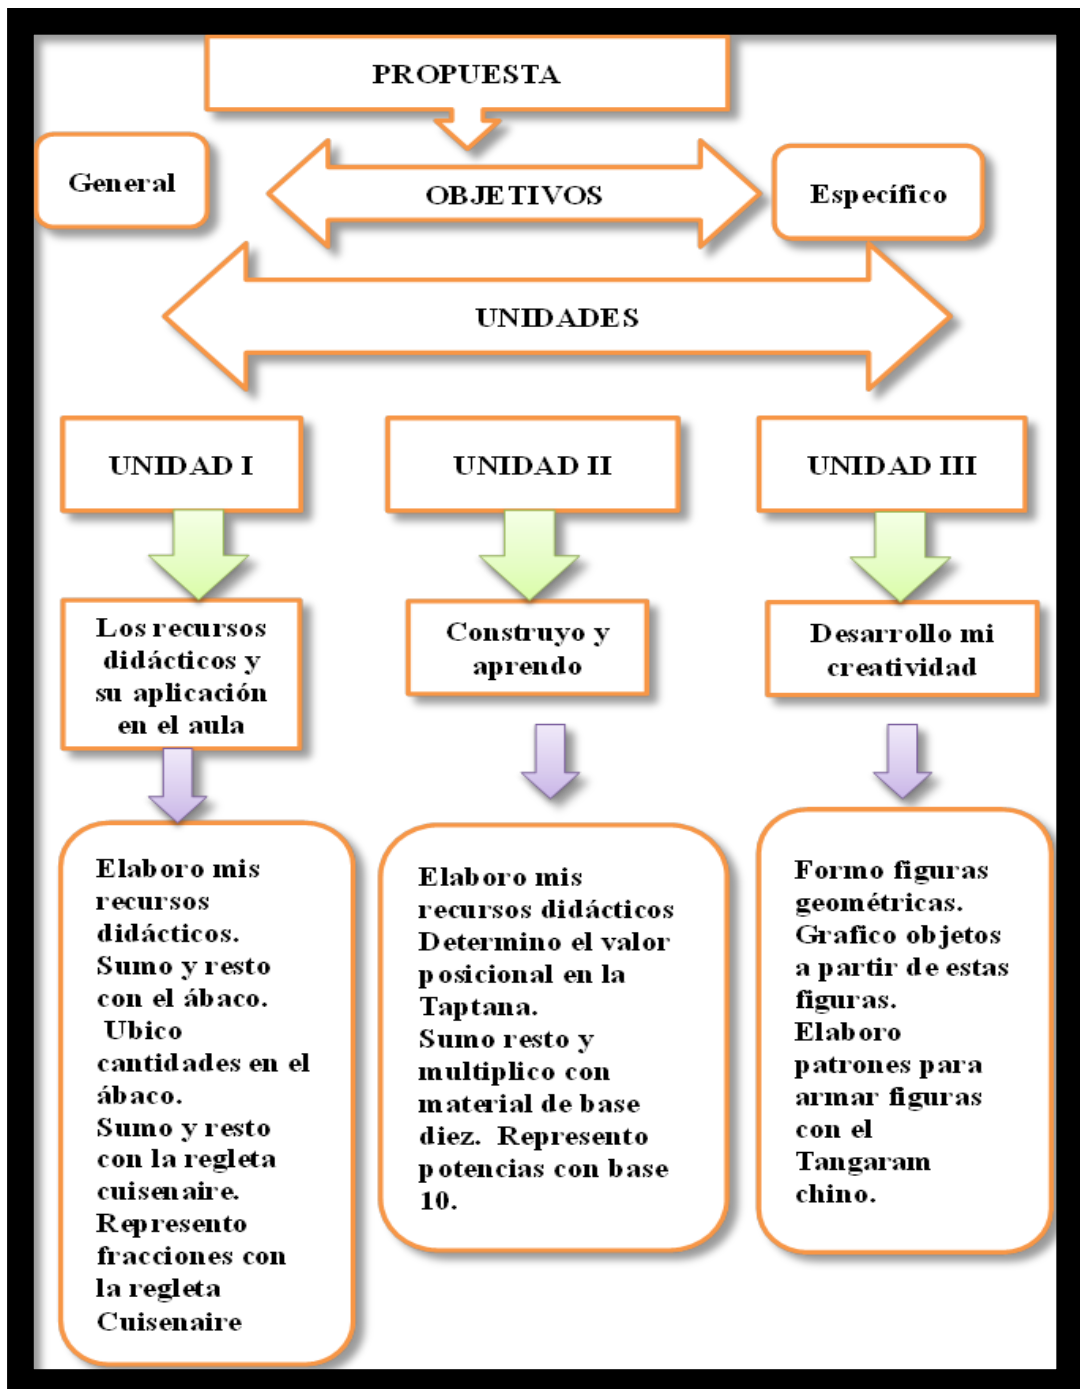 PROPUESTA
General
OBJETIVOS
Específico
UNIDADES
UNIDAD I
UNIDAD II
UNIDAD III
Los recursos
didácticos y
su aplicación
en el aula
Construyo y
aprendo
Desarrollo mi
creatividad
Elaboro mis
recursos
didácticos.
Sumo y resto
con el ábaco.
Ubico
cantidades en el
ábaco.
Sumo y resto
con la regleta
cuisenaire.
Represento
fracciones con
la regleta
Cuisenaire
Elaboro mis
recursos didácticos
Determino el valor
posicional en la
Taptana.
Sumo resto y
multiplico con
material de base
diez. Represento
potencias con base
10.
Formo figuras
geométricas.
Grafico objetos
a partir de estas
figuras.
Elaboro
patrones para
armar figuras
con el
Tangaram
chino.